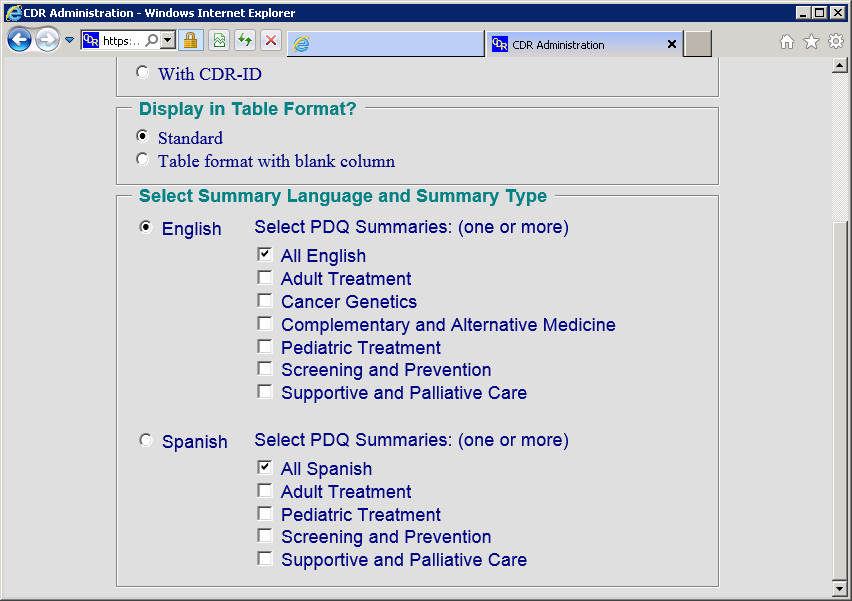 CDR Administration - Windows Internet Explorer
CDR https:... CDR CDR Administration
With CDR-ID
Display in Table Format?
Standard
Table format with blank column
Select Summary Language and Summary Type
English Select PDQ Summaries: (one or more)
All English
Adult Treatment
Cancer Genetics
Complementary and Alternative Medicine
Pediatric Treatment
Screening and Prevention
Supportive and Palliative Care
Spanish Select PDQ Summaries: (one or more)
All Spanish
Adult Treatment
Pediatric Treatment
Screening and Prevention
Supportive and Palliative Care